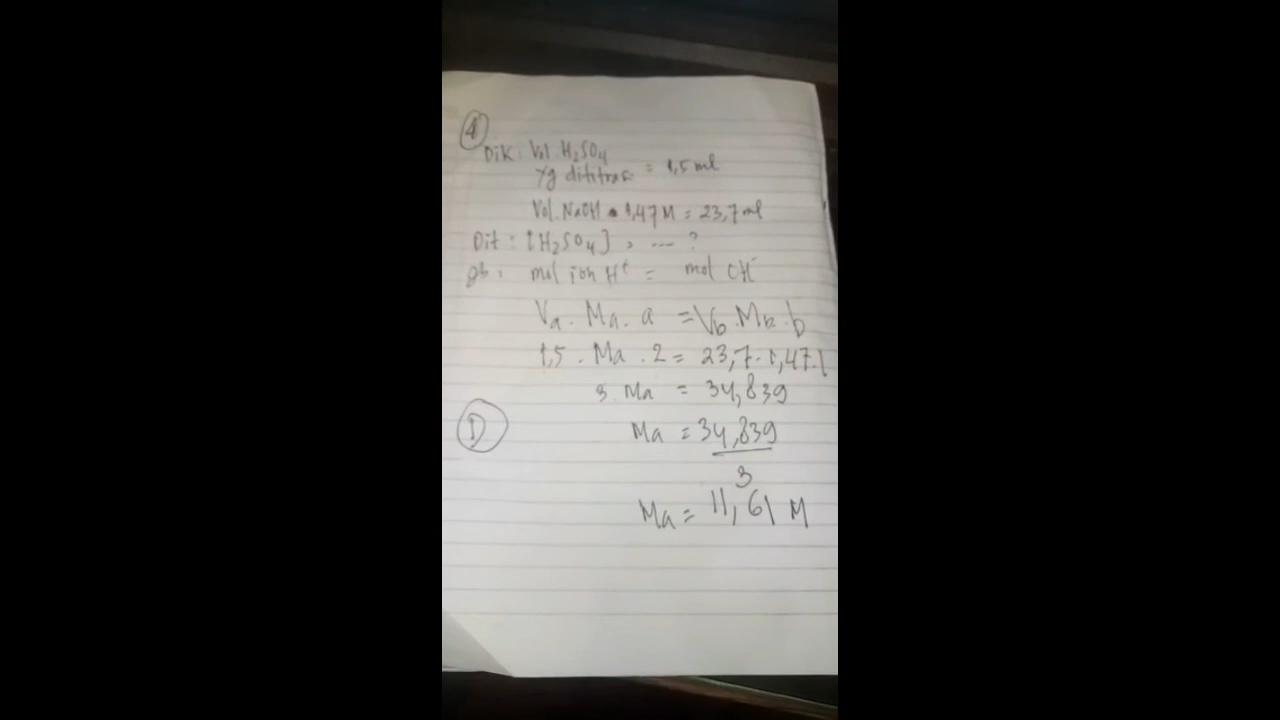 4
Dik : Vol. H₂SO₄
yg dititrasi = 1,5 ml
Vol. NaOH 1,47 M = 23,7 ml
Dit : [H₂SO₄] = .... ?
Jb : mol ion H⁺ = mol OH⁻
Va . Ma . a = Vb . Mb . b
1,5 . Ma . 2 = 23,7 . 1,47 . 1
3 . Ma = 34,839
D
Ma = 34,839
3
Ma = 11,61 M